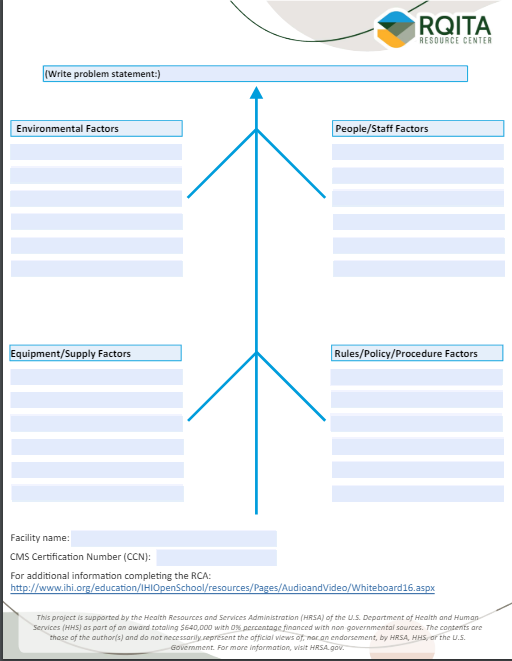 RQITA
RESOURCE CENTER
(Write problem statement:)
Environmental Factors
People/Staff Factors
Equipment/Supply Factors
Rules/Policy/Procedure Factors
Facility name:
CMS Certification Number (CCN):
For additional information completing the RCA:
http://www.ihi.org/education/IHIOpenSchool/resources/Pages/AudioandVideo/Whiteboard16.aspx
This project is supported by the Health Resources and Services Administration (HRSA) of the U.S. Department of Health and Human
Services (HHS) as part of an award totaling $640,000 with 0% percentage financed with non-governmental sources. The contents are
those of the author(s) and do not necessarily represent the official views of, nor an endorsement, by HRSA, HHS, or the U.S.
Government. For more information, visit HRSA.gov.